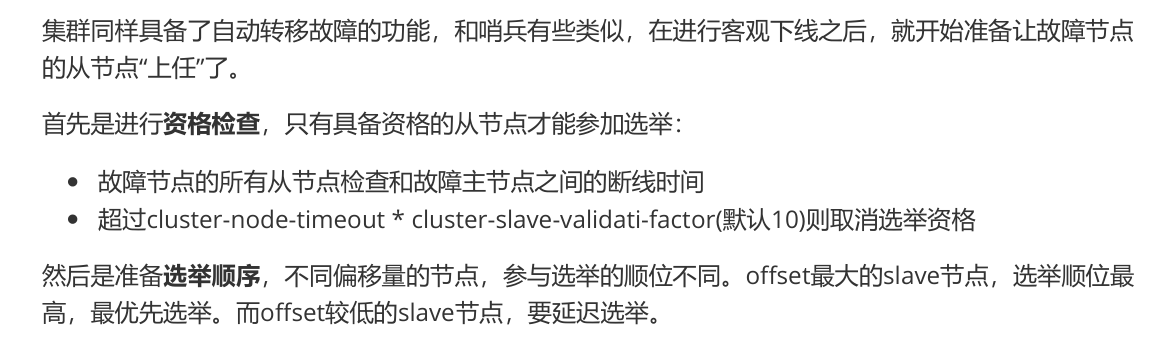 集群同样具备了自动转移故障的功能，和哨兵有些类似，在进行客观下线之后，就开始准备让故障节点
的从节点“上任”了。
首先是进行资格检查，只有具备资格的从节点才能参加选举：
故障节点的所有从节点检查和故障主节点之间的断线时间
超过cluster-node-timeout * cluster-slave-validati-factor(默认10)则取消选举资格
然后是准备选举顺序，不同偏移量的节点，参与选举的顺位不同。offset最大的slave节点，选举顺位最
高，最优先选举。而offset较低的slave节点，要延迟选举。